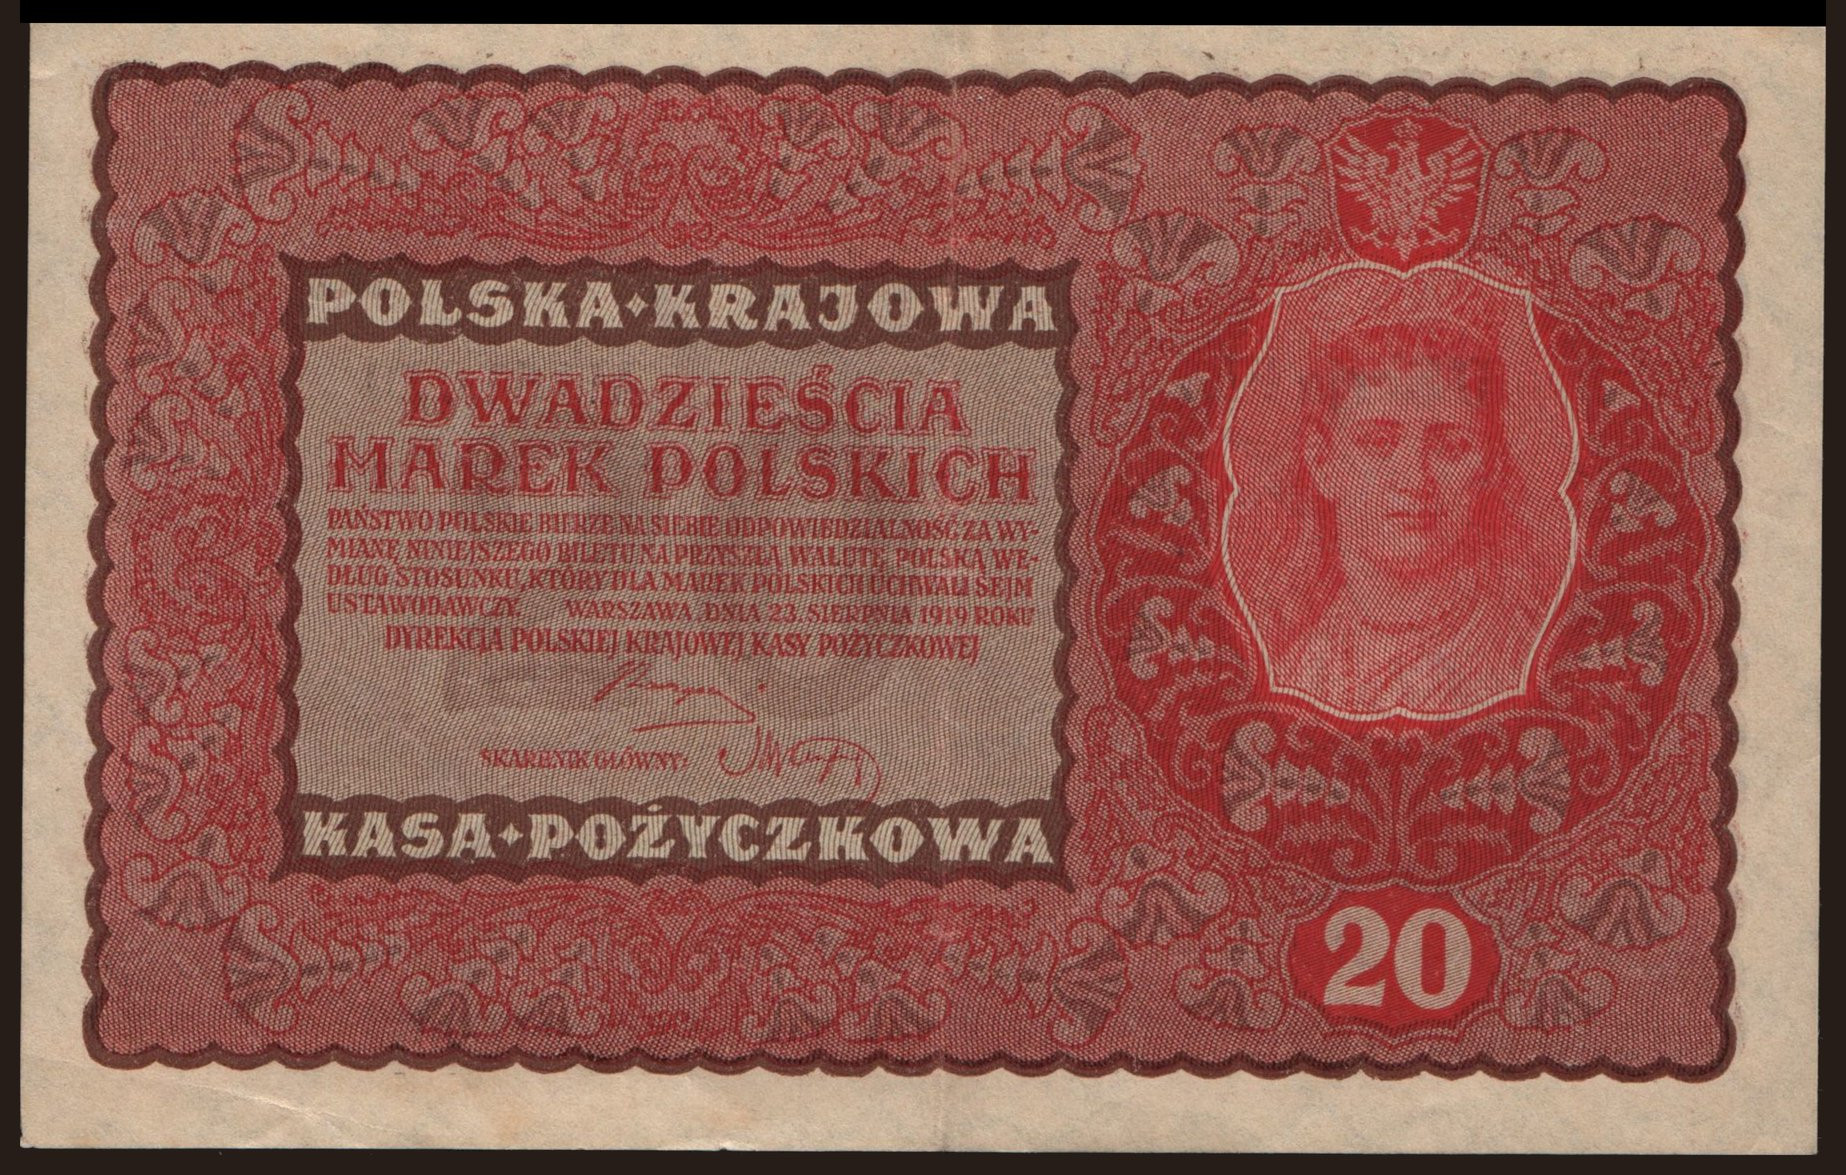 POLSKA KRAJOWA
DWADZIEŚCIA
MAREK POLSKICH
PAŃSTWO POLSKIE BIERZE NA SIEBIE ODPOWIEDZIALNOŚĆ ZA WY-
MIANĘ NINIEJSZEGO BILETU NA PRZYSZŁĄ WALUTĘ POLSKĄ WE-
DŁUG STOSUNKU, KTÓRY DLA MAREK POLSKICH UCHWALI SEJM
USTAWODAWCZY. WARSZAWA DNIA 23. SIERPNIA 1919 ROKU
DYREKCJA POLSKIEJ KRAJOWEJ KASY POŻYCZKOWEJ
SKARBNIK GŁÓWNY:
KASA POŻYCZKOWA
20